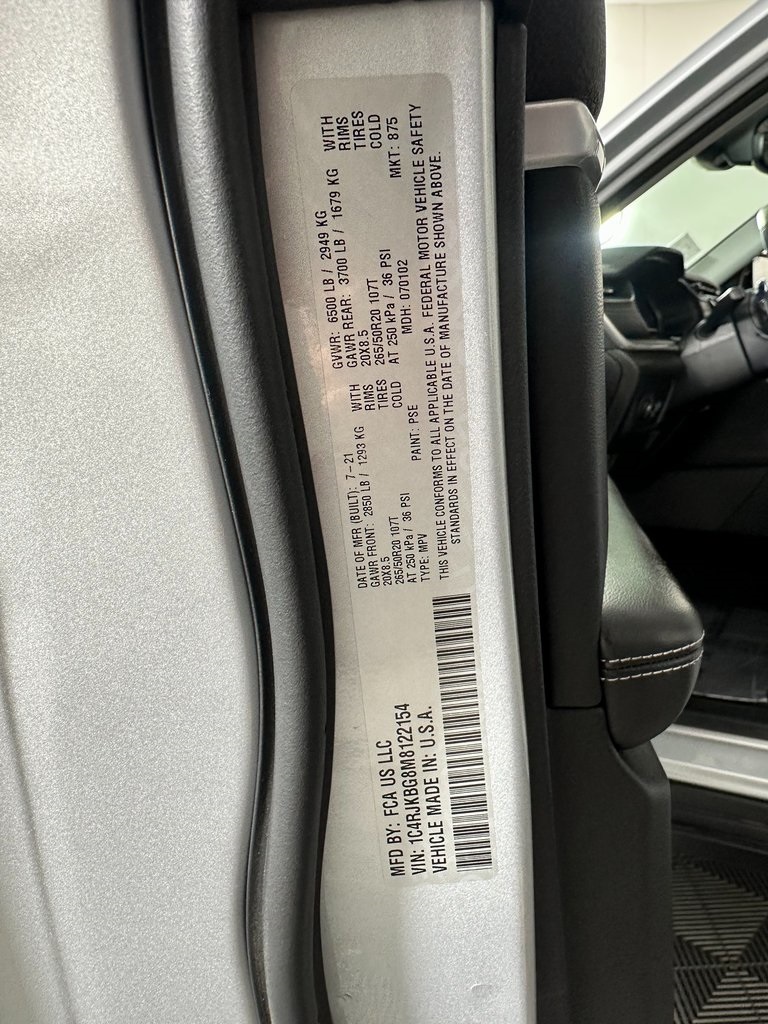 MFD BY: FCA US LLC
VIN: 1C4RJKBG8M8122154
VEHICLE MADE IN: U.S.A.
DATE OF MFR (BUILT): 7-21
GAWR FRONT: 2850 LB / 1293 KG WITH
20X8.5 RIMS
265/50R20 107T TIRES
AT 250 kPa / 36 PSI COLD
TYPE: MPV PAINT: PSE
GVWR: 6500 LB / 2949 KG
GAWR REAR: 3700 LB / 1679 KG WITH
20X8.5 RIMS
265/50R20 107T TIRES
AT 250 kPa / 36 PSI COLD
MDH: 070102 MKT: 875
THIS VEHICLE CONFORMS TO ALL APPLICABLE U.S.A. FEDERAL MOTOR VEHICLE SAFETY
STANDARDS IN EFFECT ON THE DATE OF MANUFACTURE SHOWN ABOVE.